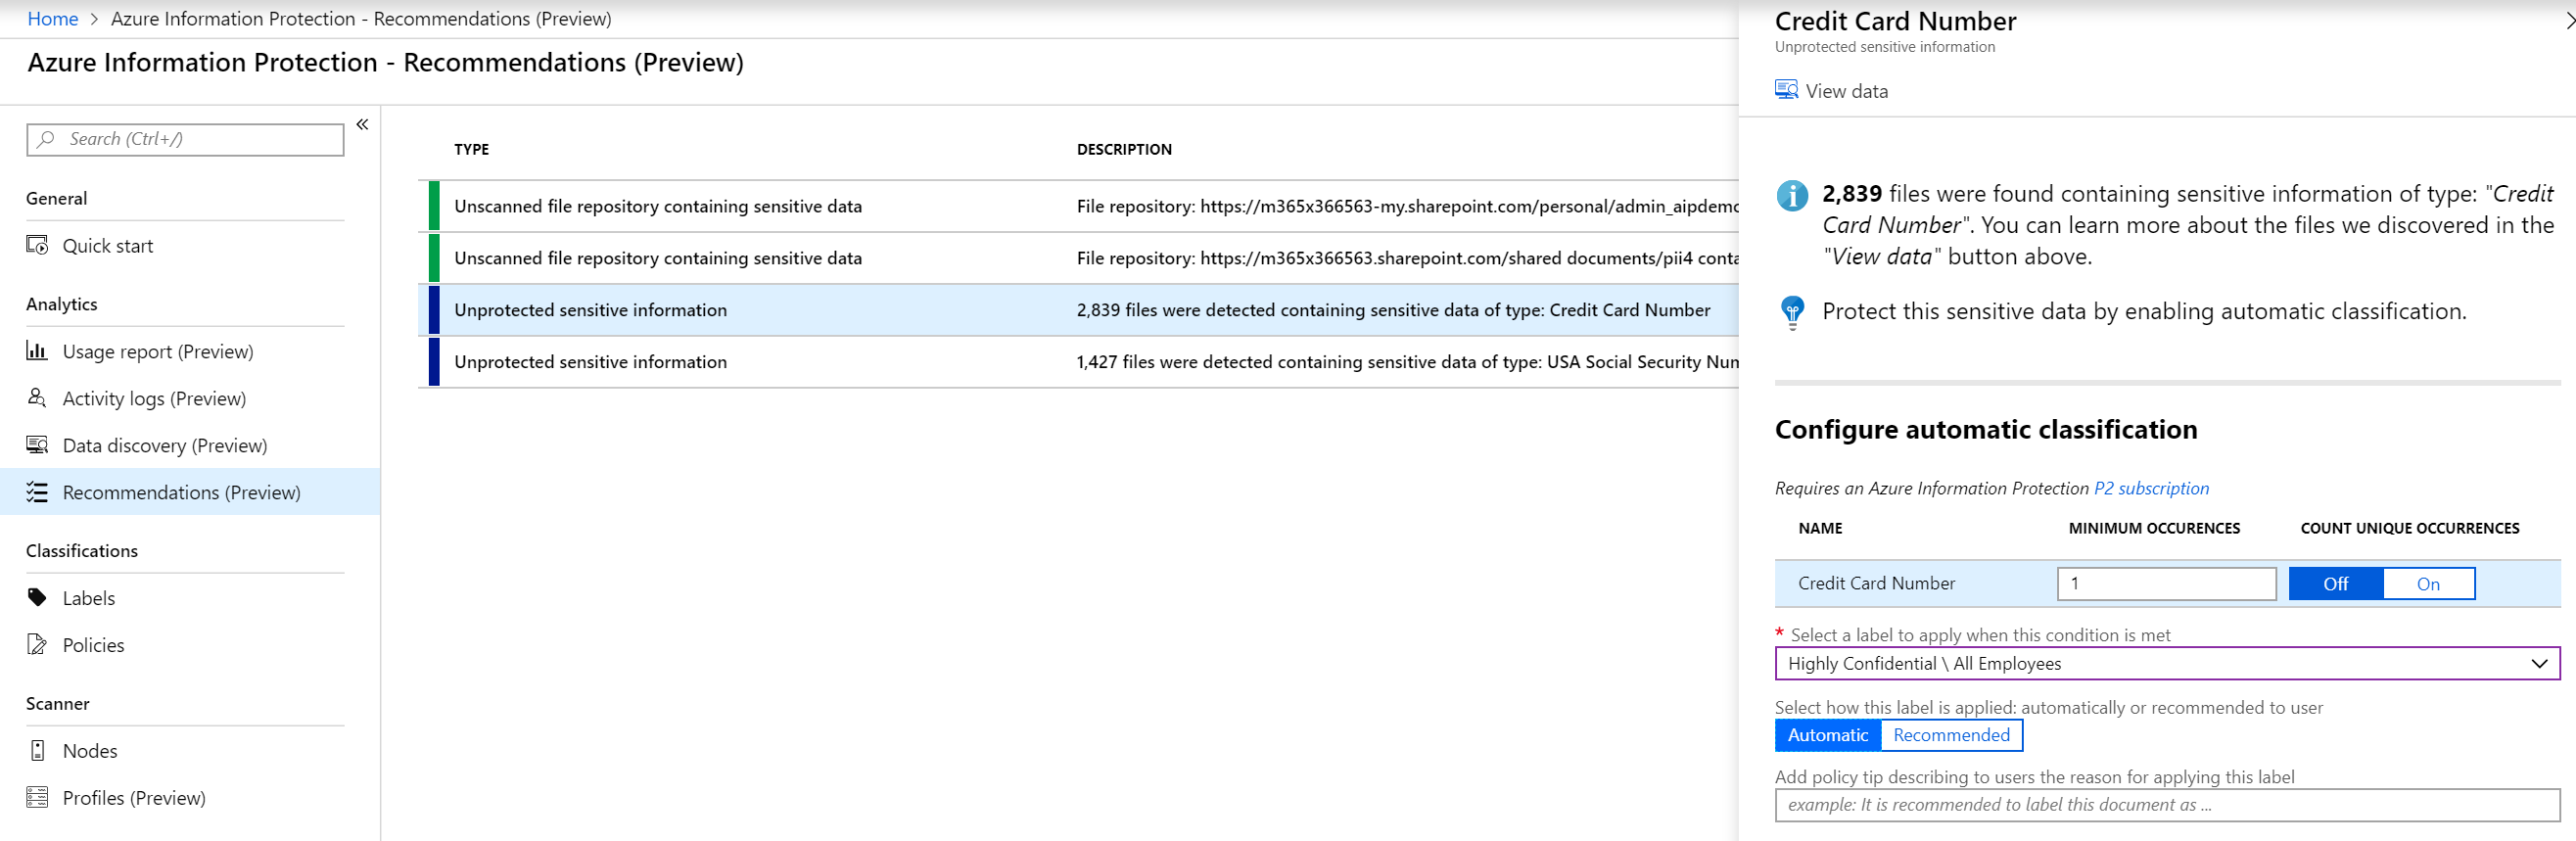 Home > Azure Information Protection - Recommendations (Preview)
Azure Information Protection - Recommendations (Preview)
Search (Ctrl+/)
«
General
Quick start
Analytics
Usage report (Preview)
Activity logs (Preview)
Data discovery (Preview)
Recommendations (Preview)
Classifications
Labels
Policies
Scanner
Nodes
Profiles (Preview)
TYPE DESCRIPTION
Unscanned file repository containing sensitive data File repository: https://m365x366563-my.sharepoint.com/personal/admin_aipdemo
Unscanned file repository containing sensitive data File repository: https://m365x366563.sharepoint.com/shared documents/pii4 conta
Unprotected sensitive information 2,839 files were detected containing sensitive data of type: Credit Card Number
Unprotected sensitive information 1,427 files were detected containing sensitive data of type: USA Social Security Num
Credit Card Number
Unprotected sensitive information
View data
2,839 files were found containing sensitive information of type: "Credit
Card Number". You can learn more about the files we discovered in the
"View data" button above.
Protect this sensitive data by enabling automatic classification.
Configure automatic classification
Requires an Azure Information Protection P2 subscription
NAME MINIMUM OCCURENCES COUNT UNIQUE OCCURRENCES
Credit Card Number 1 Off On
* Select a label to apply when this condition is met
Highly Confidential \ All Employees
Select how this label is applied: automatically or recommended to user
Automatic Recommended
Add policy tip describing to users the reason for applying this label
example: It is recommended to label this document as ...